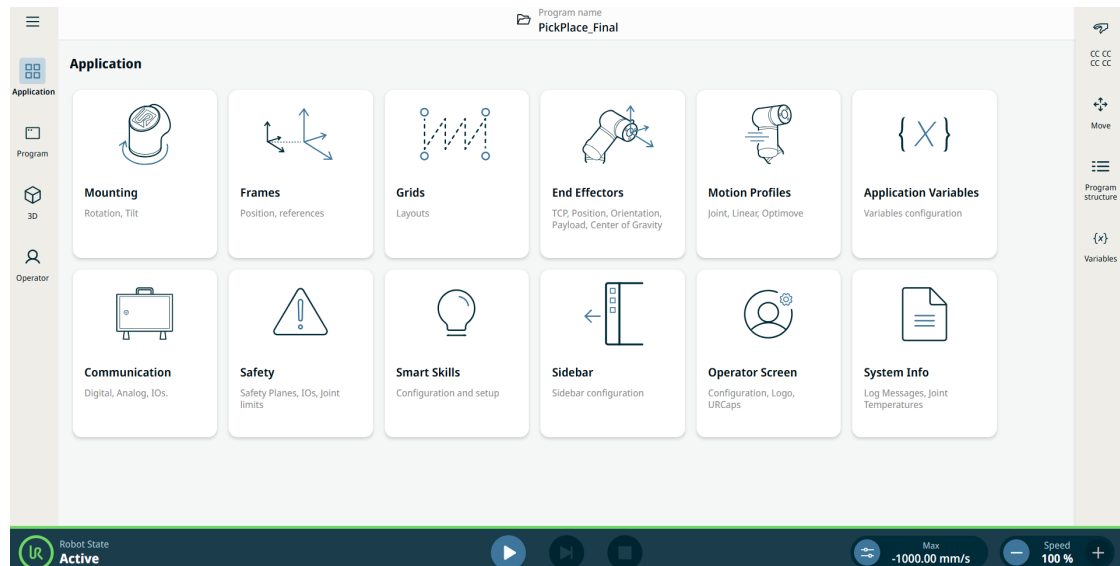 Program name
PickPlace_Final
Application
Program
3D
Operator
Application
Mounting
Rotation, Tilt
Frames
Position, references
Grids
Layouts
End Effectors
TCP, Position, Orientation,
Payload, Center of Gravity
Motion Profiles
Joint, Linear, Optimove
{X}
Application Variables
Variables configuration
Communication
Digital, Analog, IOs.
Safety
Safety Planes, IOs, Joint
limits
Smart Skills
Configuration and setup
Sidebar
Sidebar configuration
Operator Screen
Configuration, Logo,
URCaps
System Info
Log Messages, Joint
Temperatures
CC CC
CC CC
Move
Program
structure
{x}
Variables
UR
Robot State
Active
Max
-1000.00 mm/s
Speed
100 %